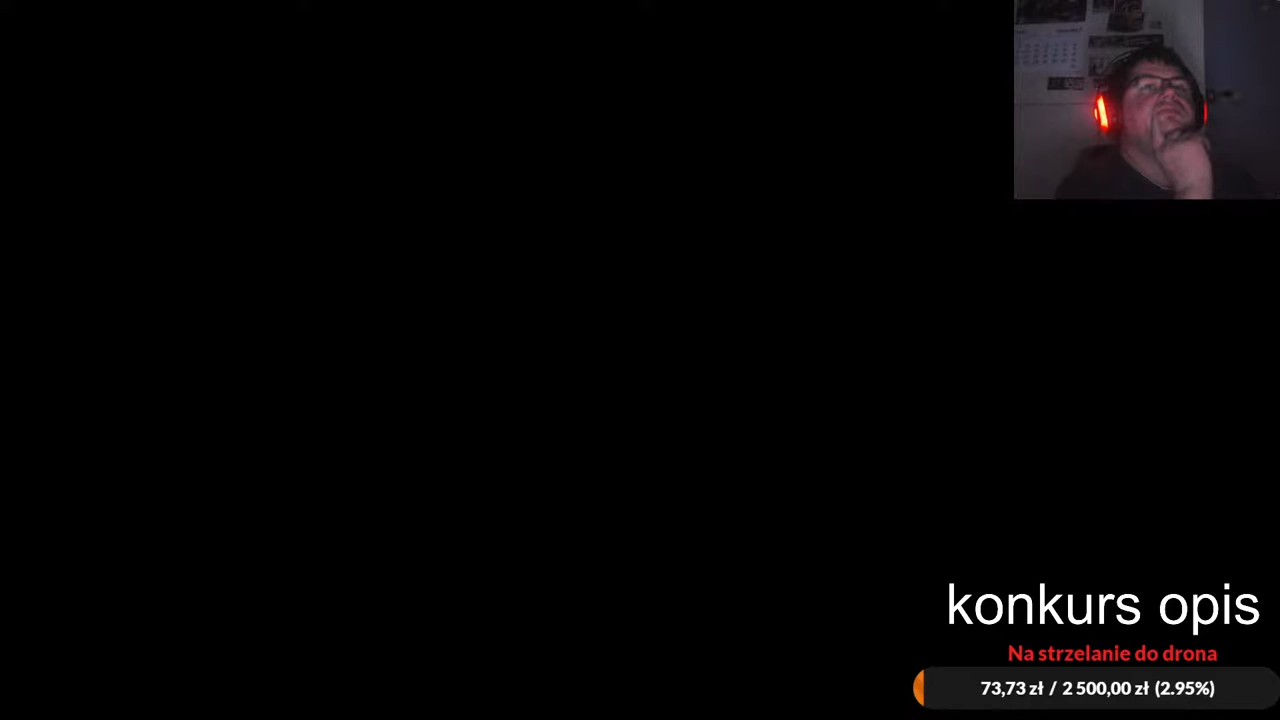 konkurs opis
Na strzelanie do drona
73,73 zł / 2 500,00 zł (2.95%)